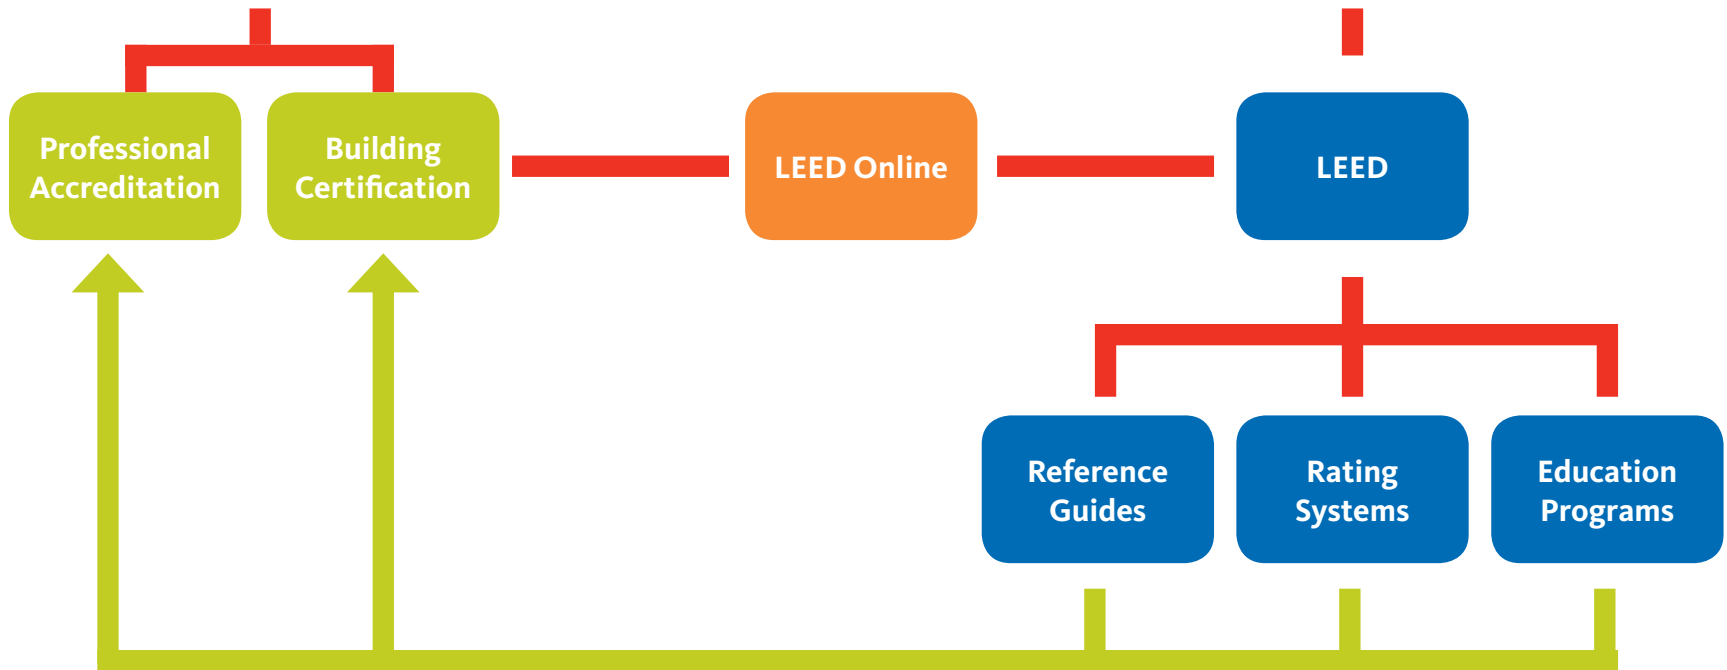 Professional
Accreditation
Building
Certification
LEED Online
LEED
Reference
Guides
Rating
Systems
Education
Programs